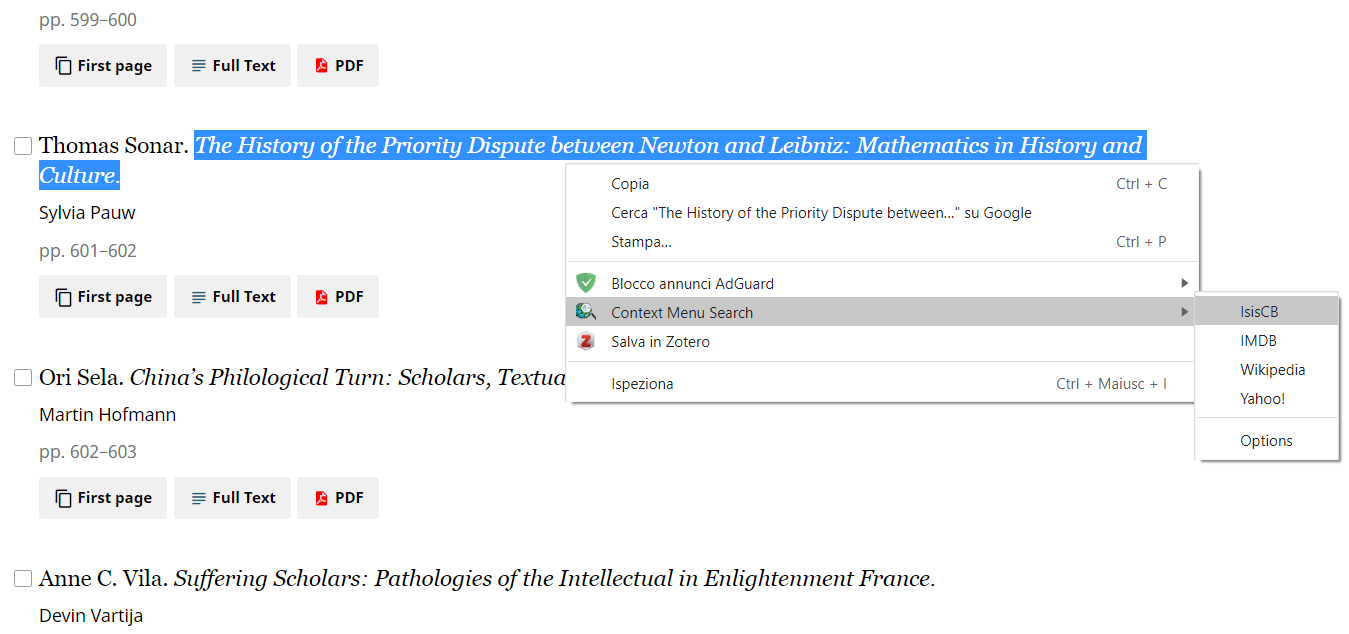 pp. 599–600
First page Full Text PDF
Thomas Sonar. The History of the Priority Dispute between Newton and Leibniz: Mathematics in History and
Culture.
Sylvia Pauw
pp. 601–602
First page Full Text PDF
Copia Ctrl + C
Cerca "The History of the Priority Dispute between..." su Google
Stampa... Ctrl + P
Blocco annunci AdGuard
Context Menu Search
Salva in Zotero
Ispeziona Ctrl + Maiusc + I
IsisCB
IMDB
Wikipedia
Yahoo!
Options
Ori Sela. China’s Philological Turn: Scholars, Textua
Martin Hofmann
pp. 602–603
First page Full Text PDF
Anne C. Vila. Suffering Scholars: Pathologies of the Intellectual in Enlightenment France.
Devin Vartija